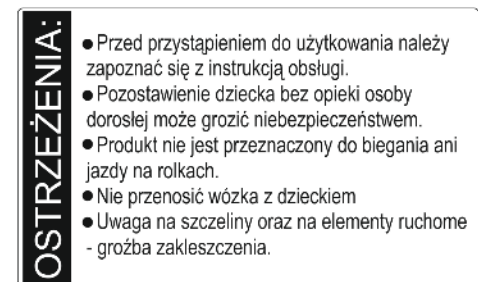 OSTRZEŻENIA:
● Przed przystąpieniem do użytkowania należy
zapoznać się z instrukcją obsługi.
● Pozostawienie dziecka bez opieki osoby
dorosłej może grozić niebezpieczeństwem.
● Produkt nie jest przeznaczony do biegania ani
jazdy na rolkach.
● Nie przenosić wózka z dzieckiem
● Uwaga na szczeliny oraz na elementy ruchome
- groźba zakleszczenia.